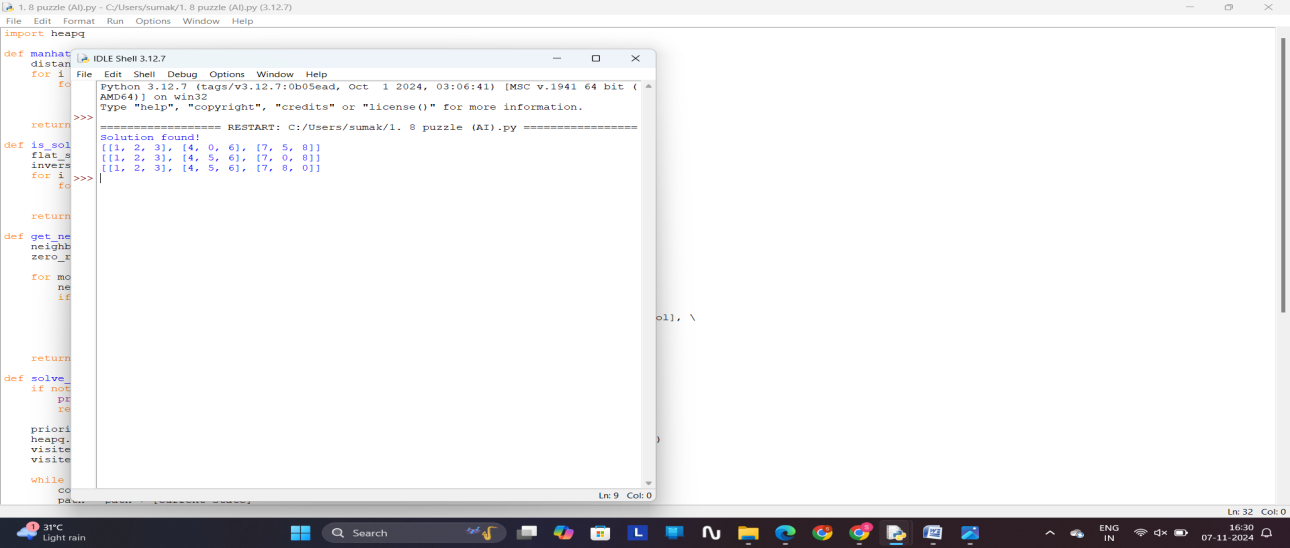 1. 8 puzzle (AI).py - C:/Users/sumak/1. 8 puzzle (AI).py (3.12.7)
File Edit Format Run Options Window Help
import heapq
def manhat
distan
for i
fo
return
def is_sol
flat_s
invers
for i
fo
return
def get_ne
neighb
zero_r
for mo
ne
if
ol], \
return
def solve_
if not
pr
re
priori
heapq.
)
visite
visite
while
co
path = path + [current_state]
IDLE Shell 3.12.7
File Edit Shell Debug Options Window Help
Python 3.12.7 (tags/v3.12.7:0b05ead, Oct  1 2024, 03:06:41) [MSC v.1941 64 bit (
AMD64)] on win32
Type "help", "copyright", "credits" or "license()" for more information.
>>>
================== RESTART: C:/Users/sumak/1. 8 puzzle (AI).py =================
Solution found!
[[1, 2, 3], [4, 0, 6], [7, 5, 8]]
[[1, 2, 3], [4, 5, 6], [7, 0, 8]]
[[1, 2, 3], [4, 5, 6], [7, 8, 0]]
>>>
Ln: 9 Col: 0
Ln: 32 Col: 0
1
31°C
Light rain
Search
L
ENG
IN
16:30
07-11-2024